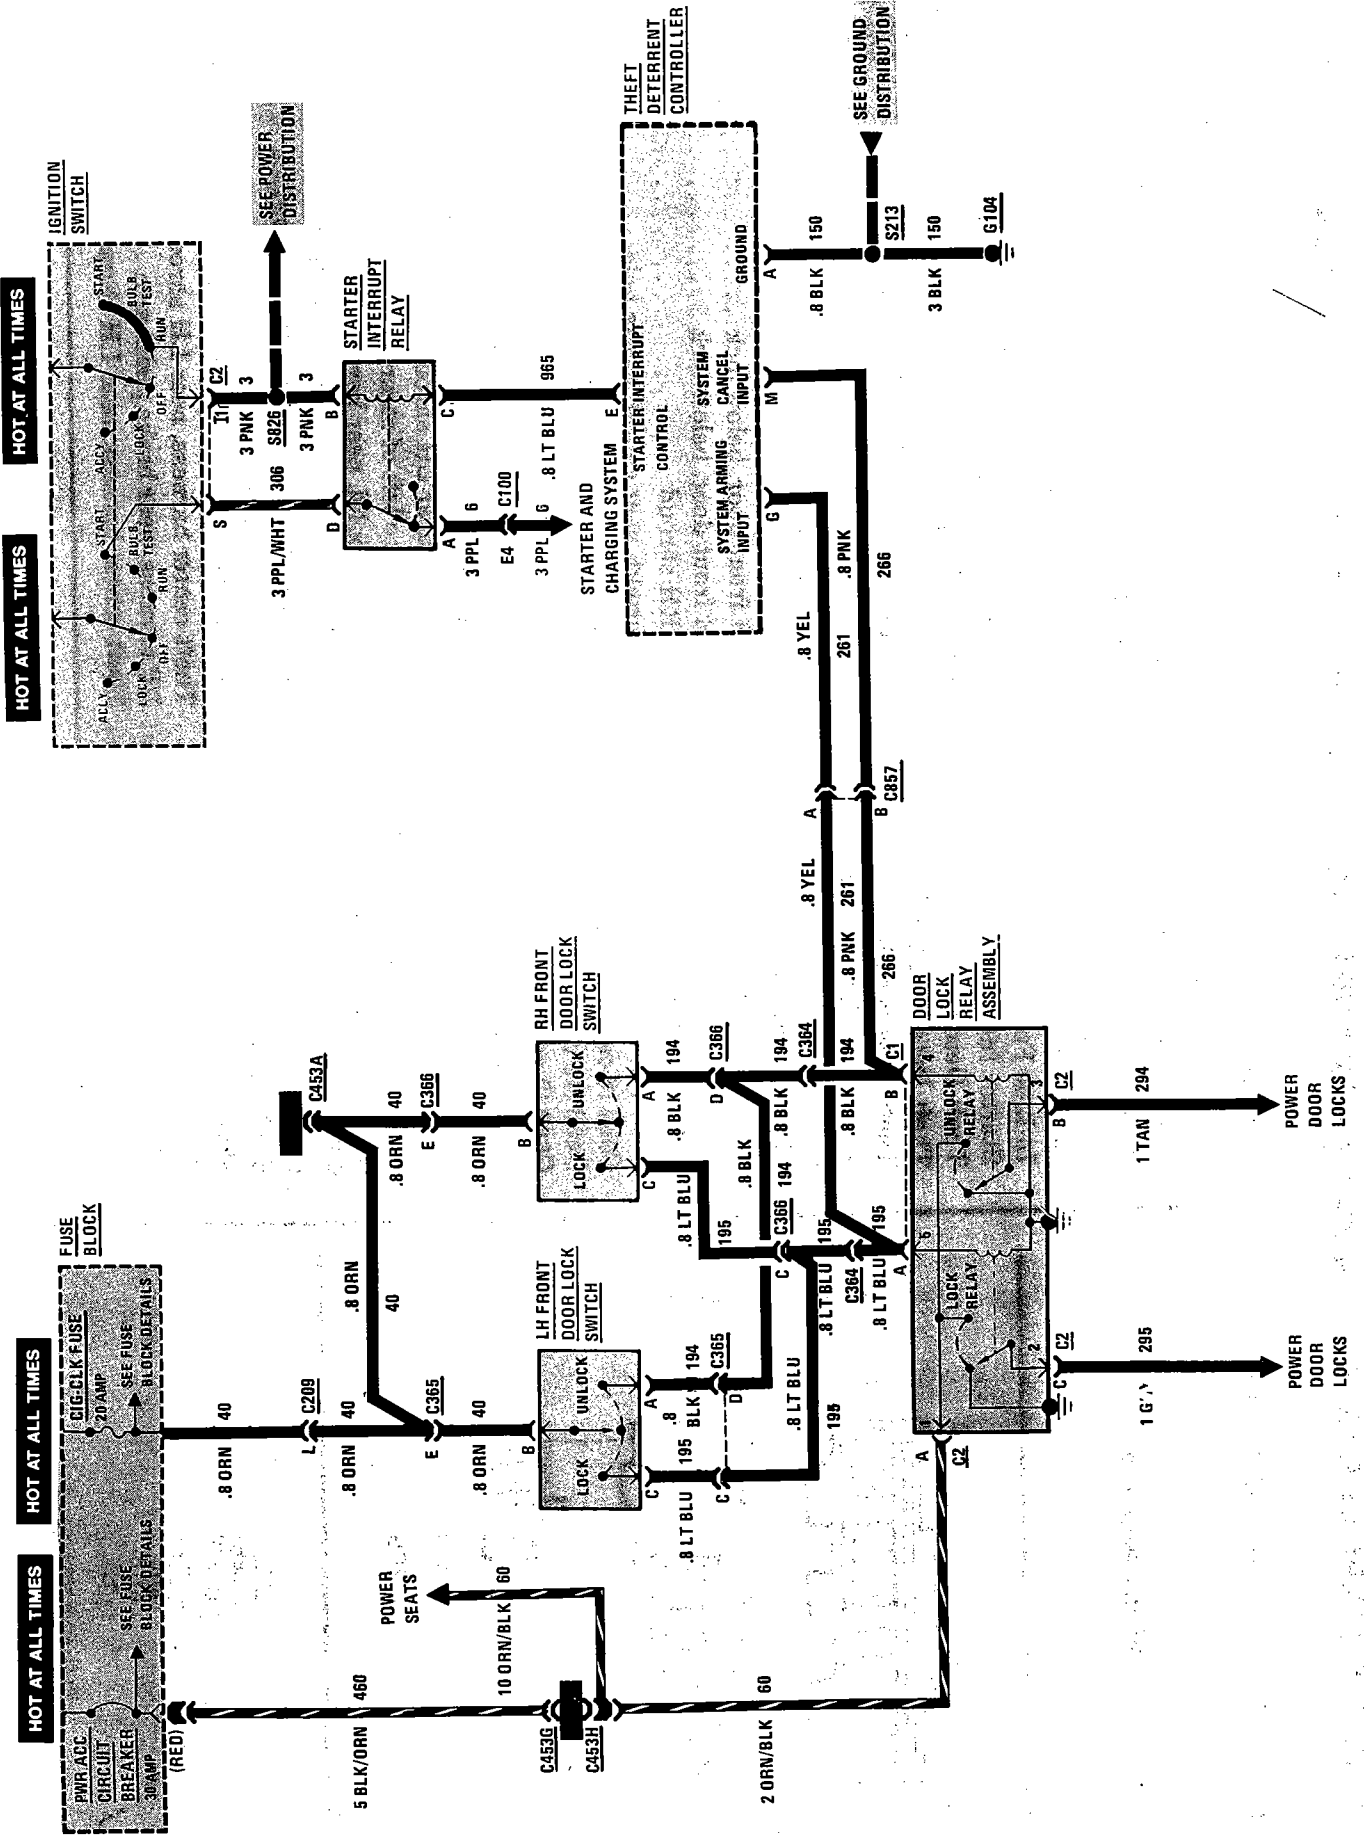 HOT AT ALL TIMES
PWR ACC
CIRCUIT
BREAKER
30 AMP
SEE FUSE
BLOCK DETAILS
HOT AT ALL TIMES
CIG-CLK FUSE
20 AMP
SEE FUSE
BLOCK DETAILS
FUSE
BLOCK
(RED)
5 BLK/ORN
460
C453G
C453H
10 ORN/BLK
60
POWER
SEATS
2 ORN/BLK
60
.8 ORN
40
L
C209
.8 ORN
40
E
C365
.8 ORN
40
B
.8 ORN
40
C453A
.8 ORN
40
E
C366
.8 ORN
40
B
LH FRONT
DOOR LOCK
SWITCH
LOCK
UNLOCK
C
A
.8 LT BLU
195
.8
BLK
194
C
D
C365
.8 LT BLU
195
RH FRONT
DOOR LOCK
SWITCH
LOCK
UNLOCK
C
A
.8 LT BLU
195
.8 BLK
194
D
C366
.8 BLK
194
.8 BLK
194
C
C366
.8 LT BLU
195
C364
.8 LT BLU
195
A
C364
.8 BLK
194
B
C1
DOOR
LOCK
RELAY
ASSEMBLY
A
C2
1
5
4
LOCK
RELAY
UNLOCK
RELAY
2
3
C
C2
B
C2
295
POWER
DOOR
LOCKS
1 TAN
294
POWER
DOOR
LOCKS
HOT AT ALL TIMES
HOT AT ALL TIMES
IGNITION
SWITCH
ACCY
LOCK
OFF
RUN
BULB
TEST
START
ACCY
LOCK
OFF
RUN
BULB
TEST
START
S
I1
C2
3 PPL/WHT
306
3 PNK
3
S826
3 PNK
3
SEE POWER
DISTRIBUTION
D
B
STARTER
INTERRUPT
RELAY
A
C
3 PPL
6
E4
C100
3 PPL
6
STARTER AND
CHARGING SYSTEM
.8 LT BLU
965
E
THEFT
DETERRENT
CONTROLLER
STARTER INTERRUPT
CONTROL
SYSTEM ARMING
INPUT
SYSTEM
CANCEL
INPUT
GROUND
G
M
A
.8 BLK
150
S213
SEE GROUND
DISTRIBUTION
3 BLK
150
G104
.8 YEL
261
.8 PNK
266
A
B
C857
.8 YEL
261
.8 PNK
266